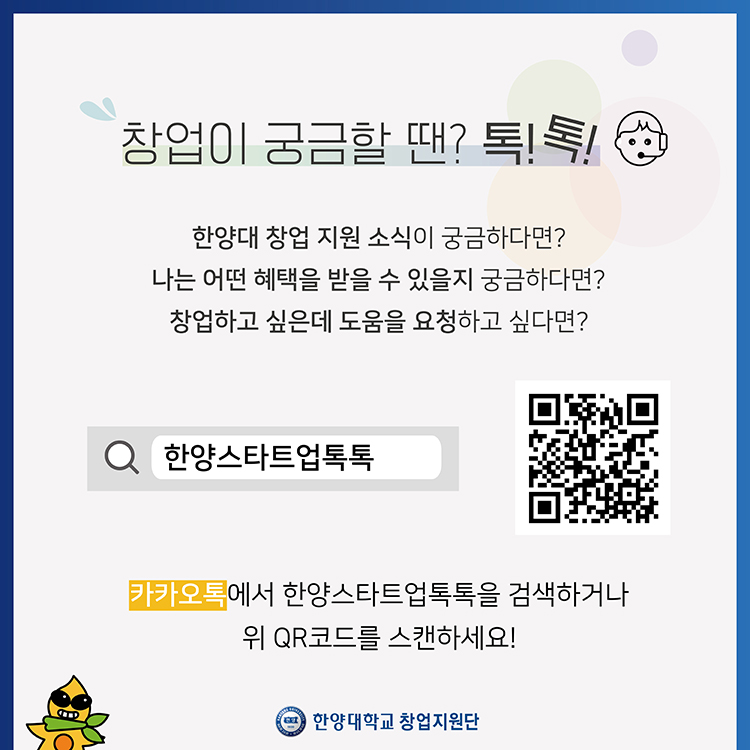 창업이 궁금할 땐? 톡!톡!
한양대 창업 지원 소식이 궁금하다면?
나는 어떤 혜택을 받을 수 있을지 궁금하다면?
창업하고 싶은데 도움을 요청하고 싶다면?
한양스타트업톡톡
카카오톡에서 한양스타트업톡톡을 검색하거나
위 QR코드를 스캔하세요!
한양대학교 창업지원단